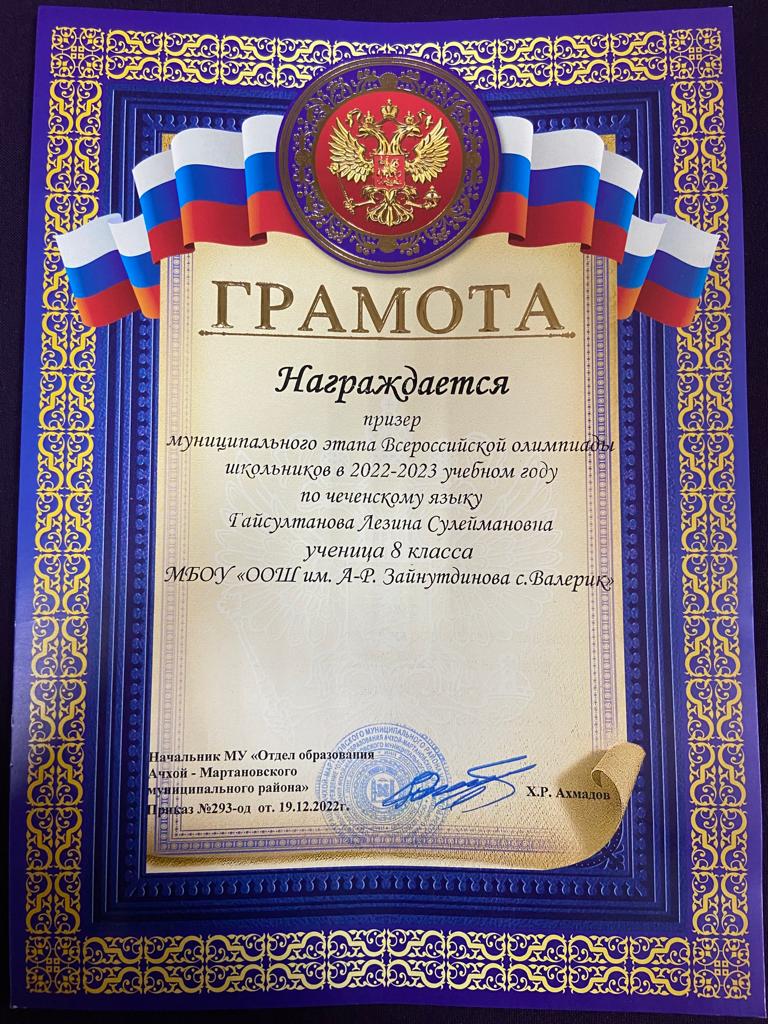 ГРАМОТА
Награждается
призер
муниципального этапа Всероссийской олимпиады
школьников в 2022-2023 учебном году
по чеченскому языку
Гайсултанова Лезина Сулеймановна
ученица 8 класса
МБОУ «ООШ им. А-Р. Зайнутдинова с.Валерик»
Начальник МУ «Отдел образования
Ачхой - Мартановского
муниципального района»
Х.Р. Ахмадов
Приказ №293-од от. 19.12.2022г.